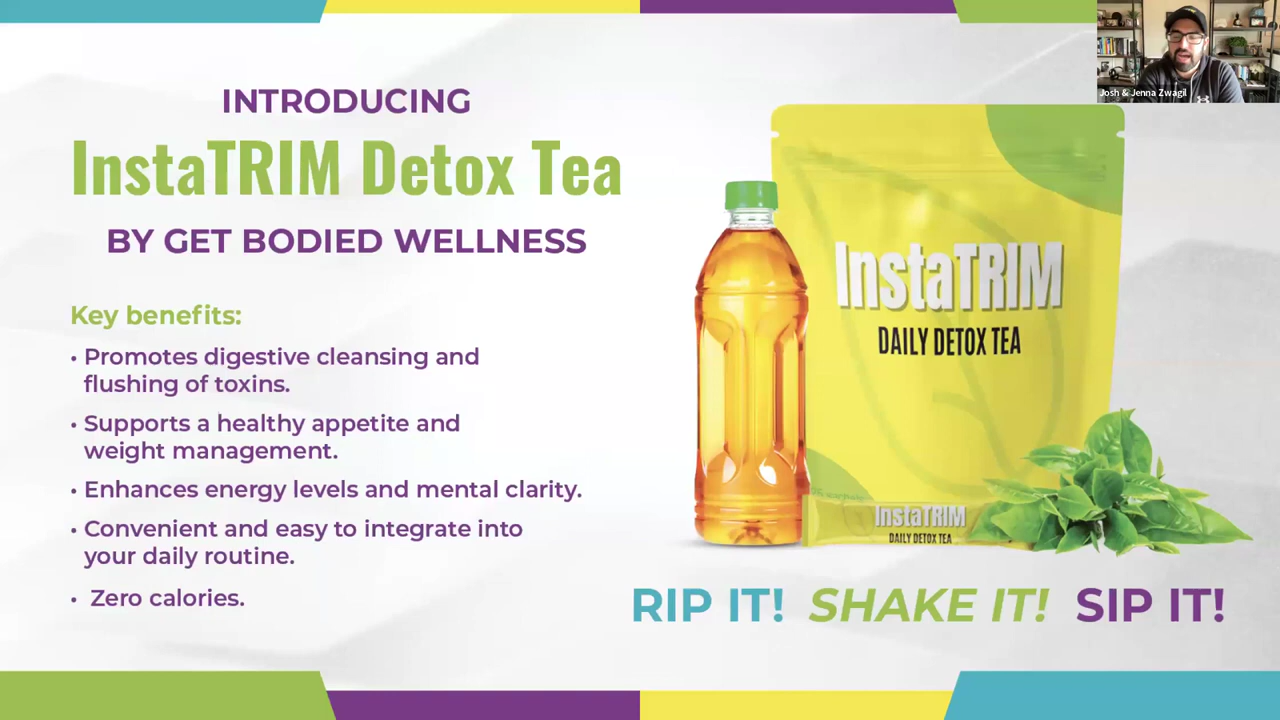 INTRODUCING
InstaTRIM Detox Tea
BY GET BODIED WELLNESS
Key benefits:
• Promotes digestive cleansing and
flushing of toxins.
• Supports a healthy appetite and
weight management.
• Enhances energy levels and mental clarity.
• Convenient and easy to integrate into
your daily routine.
• Zero calories.
Josh & Jenna Zwagil
InstaTRIM
DAILY DETOX TEA
InstaTRIM
DAILY DETOX TEA
RIP IT! SHAKE IT! SIP IT!